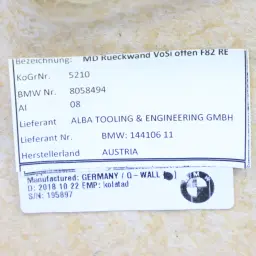 Bezeichnung: MD Rueckwand VoSi offen F82 RE
KoGrNr. 5210
BMW Nr. 8058494
AI 08
Lieferant ALBA TOOLING & ENGINEERING GMBH
Lieferant Nr. BMW: 144106 11
Herstellerland AUSTRIA
Manufactured: GERMANY / Q - WALL
D: 2018 10 22 EMP: kolatad
S/N: 195897